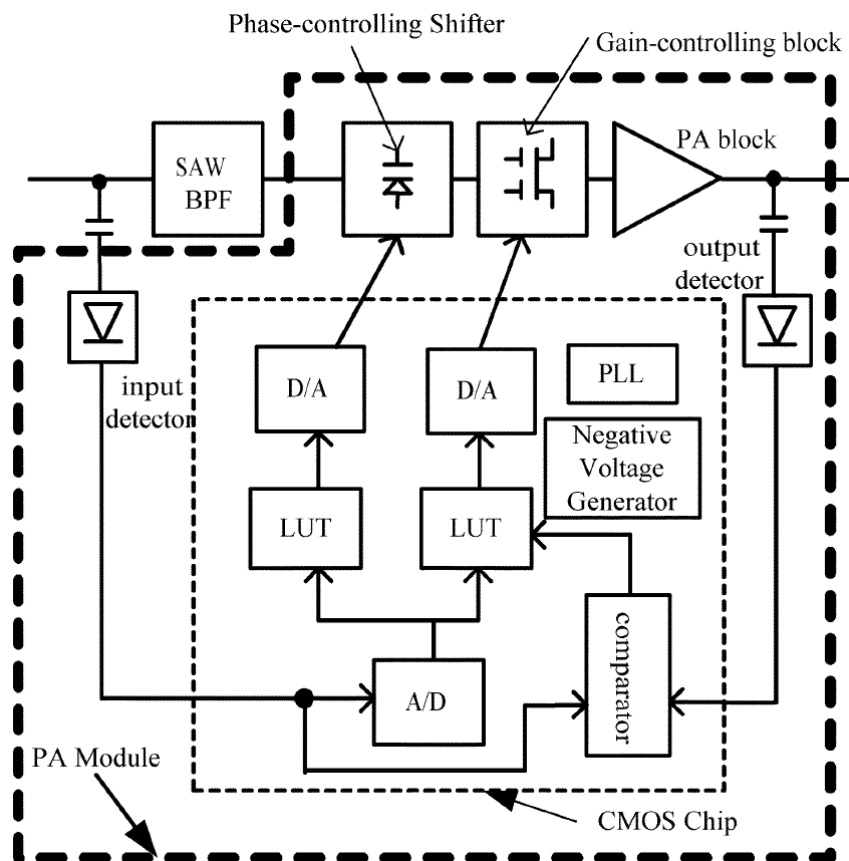 Phase-controlling Shifter
Gain-controlling block
SAW
BPF
PA block
output
detector
input
detector
D/A
D/A
PLL
Negative
Voltage
Generator
LUT
LUT
comparator
A/D
PA Module
CMOS Chip